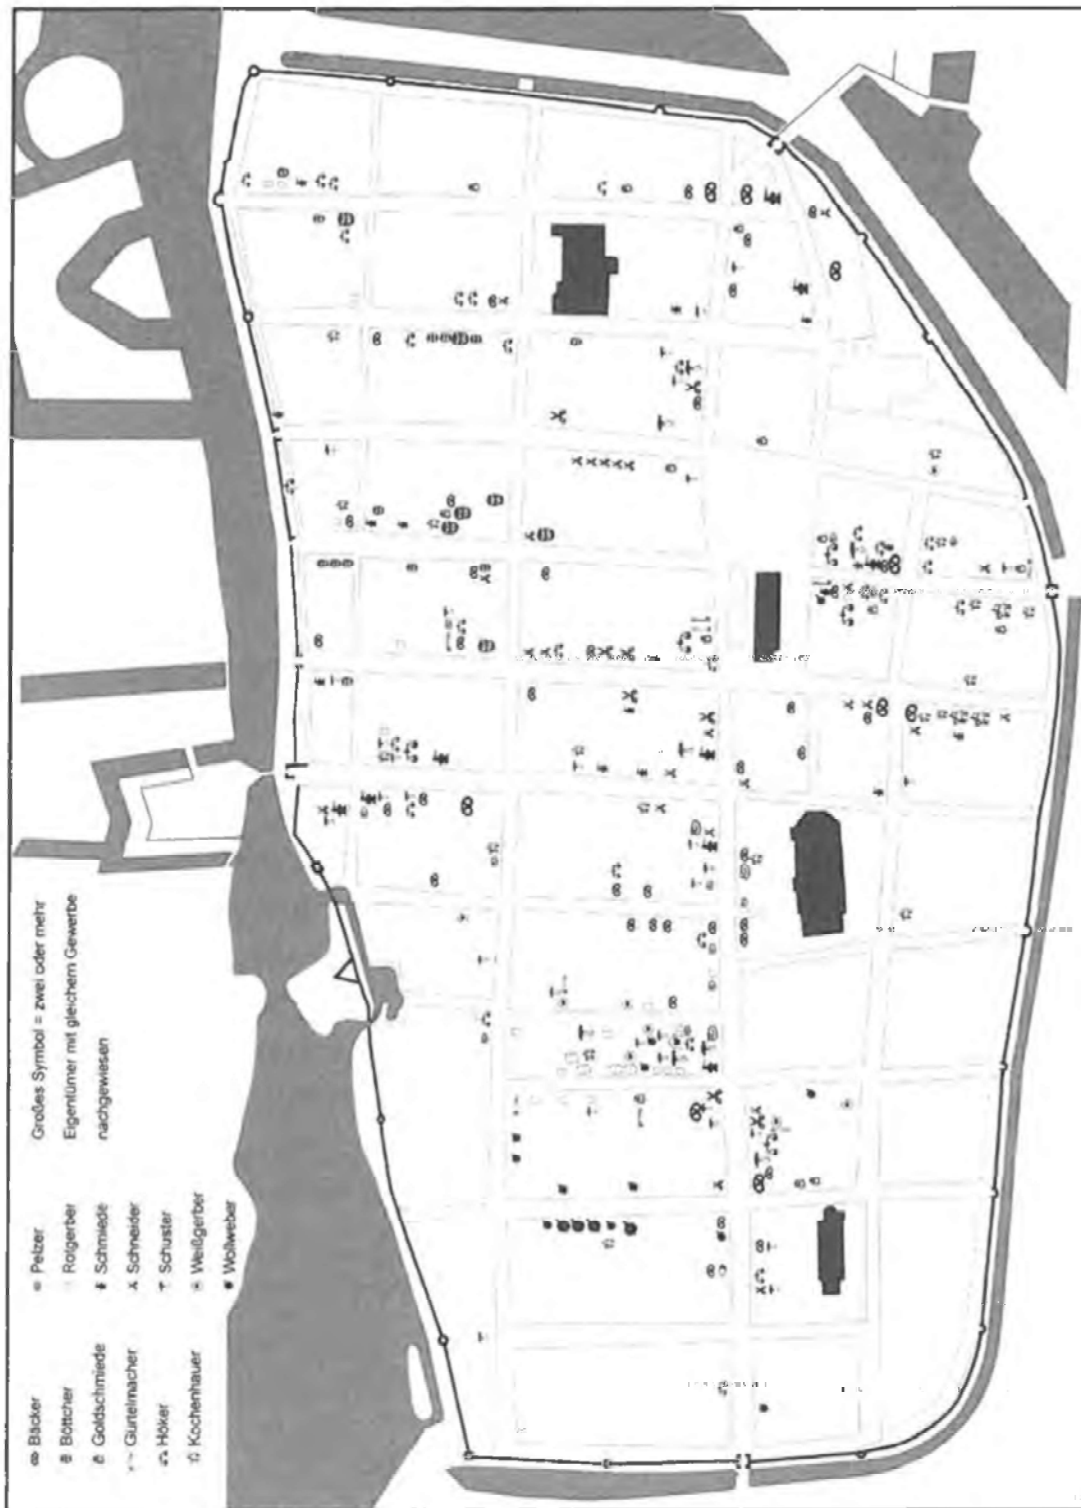 Bäcker
Böttcher
Goldschmiede
Gürtelmacher
Höker
Kochenhauer
Pelzer
Rotgerber
Schmiede
Schneider
Schuster
Weißgerber
Wollweber
Großes Symbol = zwei oder mehr
Eigentümer mit gleichem Gewerbe
nachgewiesen